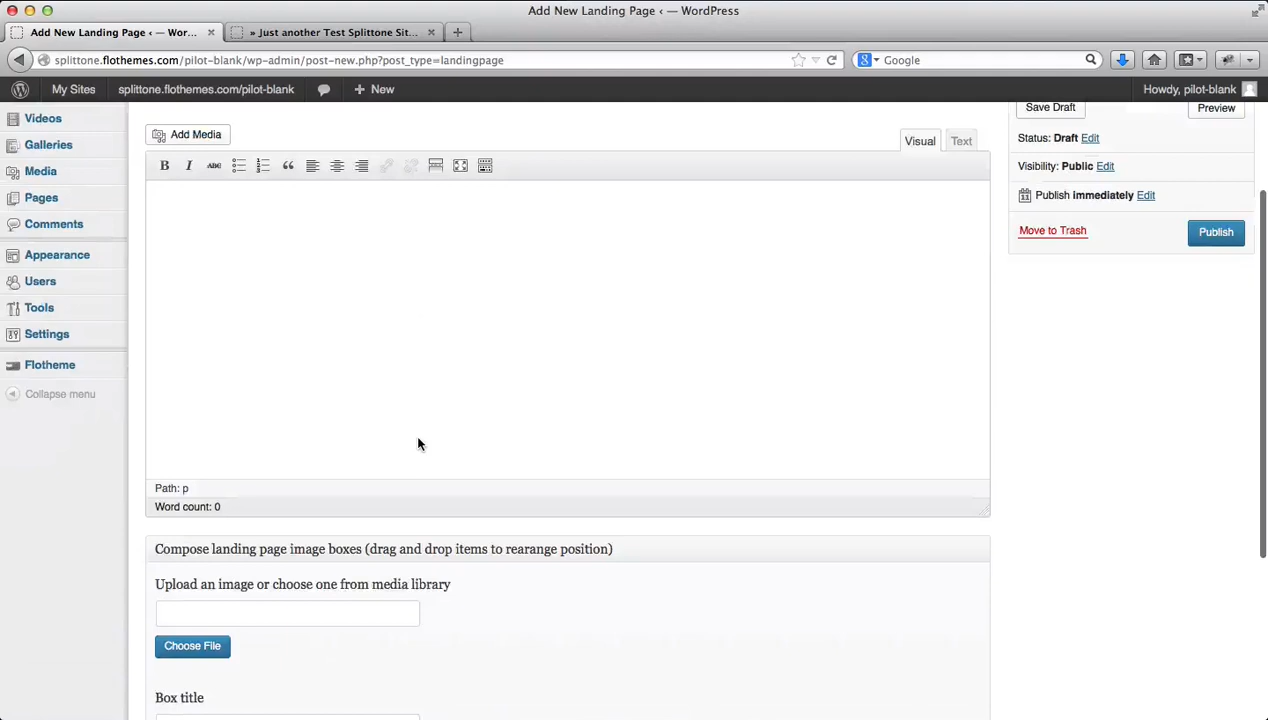 Add New Landing Page ‹ — WordPress
Add New Landing Page ‹ — Wor...
» Just another Test Splittone Sit...
splittone.flothemes.com/pilot-blank/wp-admin/post-new.php?post_type=landingpage
Google
My Sites
splittone.flothemes.com/pilot-blank
New
Howdy, pilot-blank
Videos
Galleries
Media
Pages
Comments
Appearance
Users
Tools
Settings
Flotheme
Collapse menu
Add Media
Visual
Text
B I ABC
Path: p
Word count: 0
Compose landing page image boxes (drag and drop items to rearrange position)
Upload an image or choose one from media library
Choose File
Box title
Save Draft
Preview
Status: Draft Edit
Visibility: Public Edit
Publish immediately Edit
Move to Trash
Publish